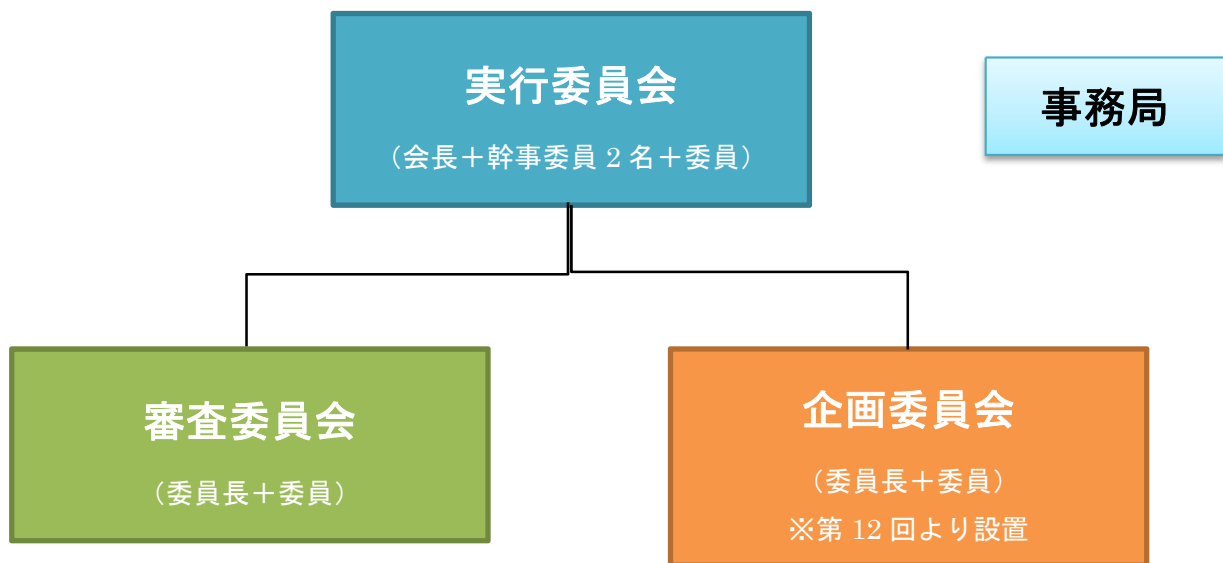 実行委員会
（会長＋幹事委員 2 名＋委員）
事務局
審査委員会
（委員長＋委員）
企画委員会
（委員長＋委員）
※第 12 回より設置